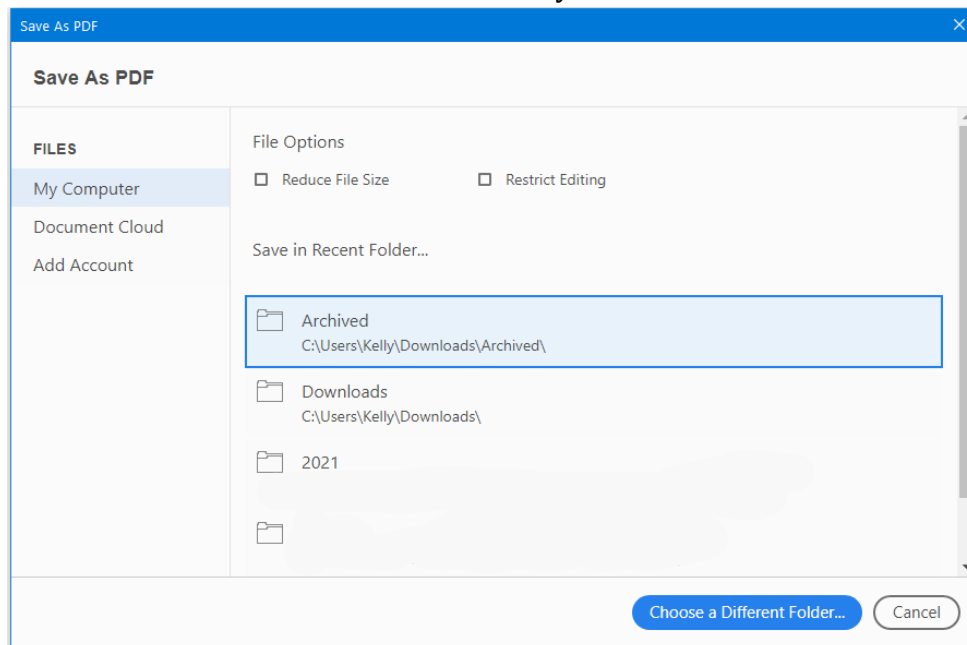 Save As PDF
Save As PDF
FILES
My Computer
Document Cloud
Add Account
File Options
Reduce File Size
Restrict Editing
Save in Recent Folder...
Archived
C:\Users\Kelly\Downloads\Archived\
Downloads
C:\Users\Kelly\Downloads\
2021
Choose a Different Folder...
Cancel